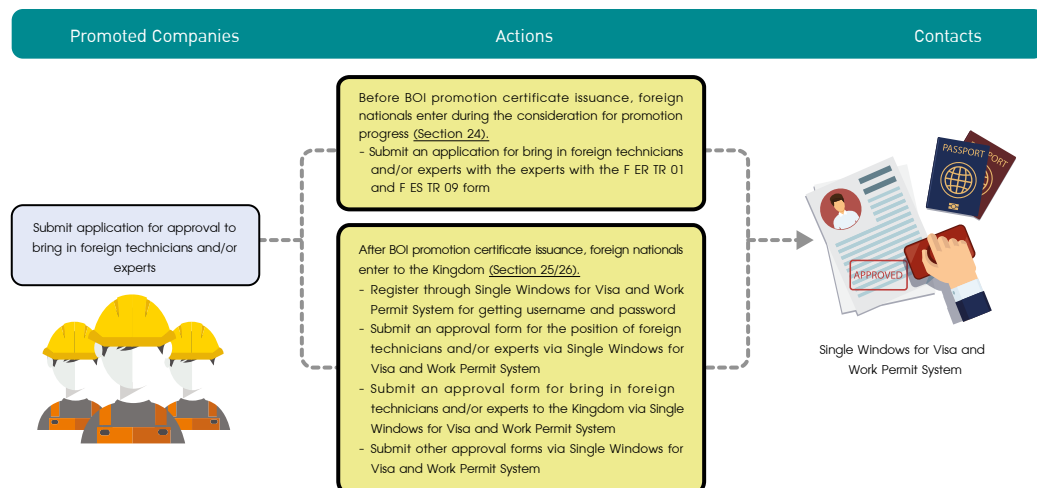 Promoted Companies
Actions
Contacts
Submit application for approval to
bring in foreign technicians and/or
experts
Before BOI promotion certificate issuance, foreign
nationals enter during the consideration for promotion
progress (Section 24).
- Submit an application for bring in foreign technicians
and/or experts with the experts with the F ER TR 01
and F ES TR 09 form
After BOI promotion certificate issuance, foreign nationals
enter to the Kingdom (Section 25/26).
- Register through Single Windows for Visa and Work
Permit System for getting username and password
- Submit an approval form for the position of foreign
technicians and/or experts via Single Windows for
Visa and Work Permit System
- Submit an approval form for bring in foreign
technicians and/or experts to the Kingdom via Single
Windows for Visa and Work Permit System
- Submit other approval forms via Single Windows for
Visa and Work Permit System
PASSPORT
PORT
APPROVED
Single Windows for Visa and
Work Permit System